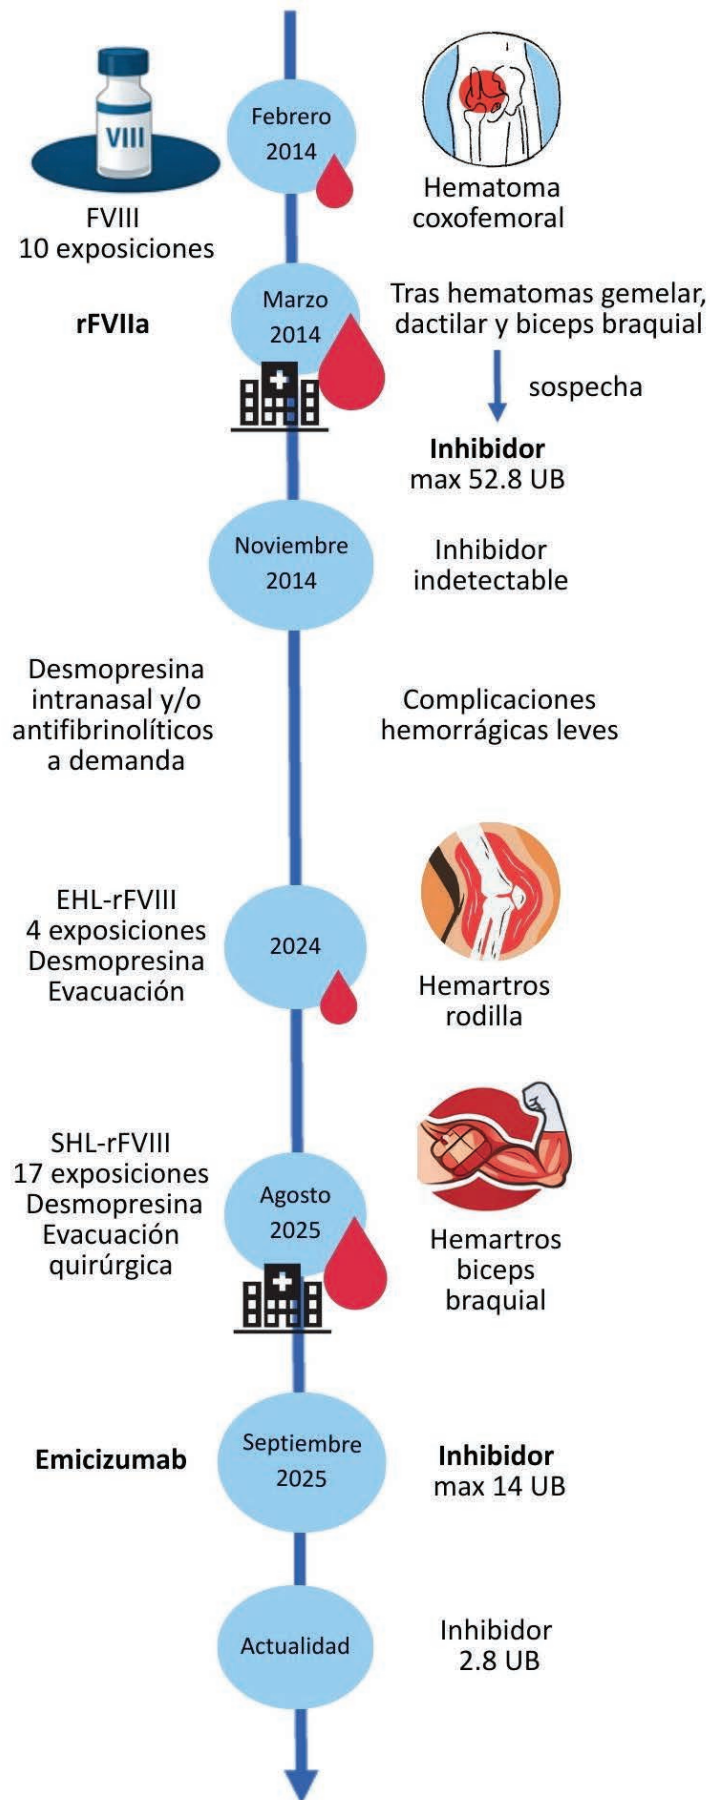 VIII
FVIII
10 exposiciones
Febrero
2014
Hematoma
coxofemoral
rFVIIa
Marzo
2014
Tras hematomas gemelar,
dactilar y biceps braquial
sospecha
Inhibidor
max 52.8 UB
Noviembre
2014
Inhibidor
indetectable
Desmopresina
intranasal y/o
antifibrinolíticos
a demanda
Complicaciones
hemorrágicas leves
EHL-rFVIII
4 exposiciones
Desmopresina
Evacuación
2024
Hemartros
rodilla
SHL-rFVIII
17 exposiciones
Desmopresina
Evacuación
quirúrgica
Agosto
2025
Hemartros
biceps
braquial
Emicizumab
Septiembre
2025
Inhibidor
max 14 UB
Actualidad
Inhibidor
2.8 UB